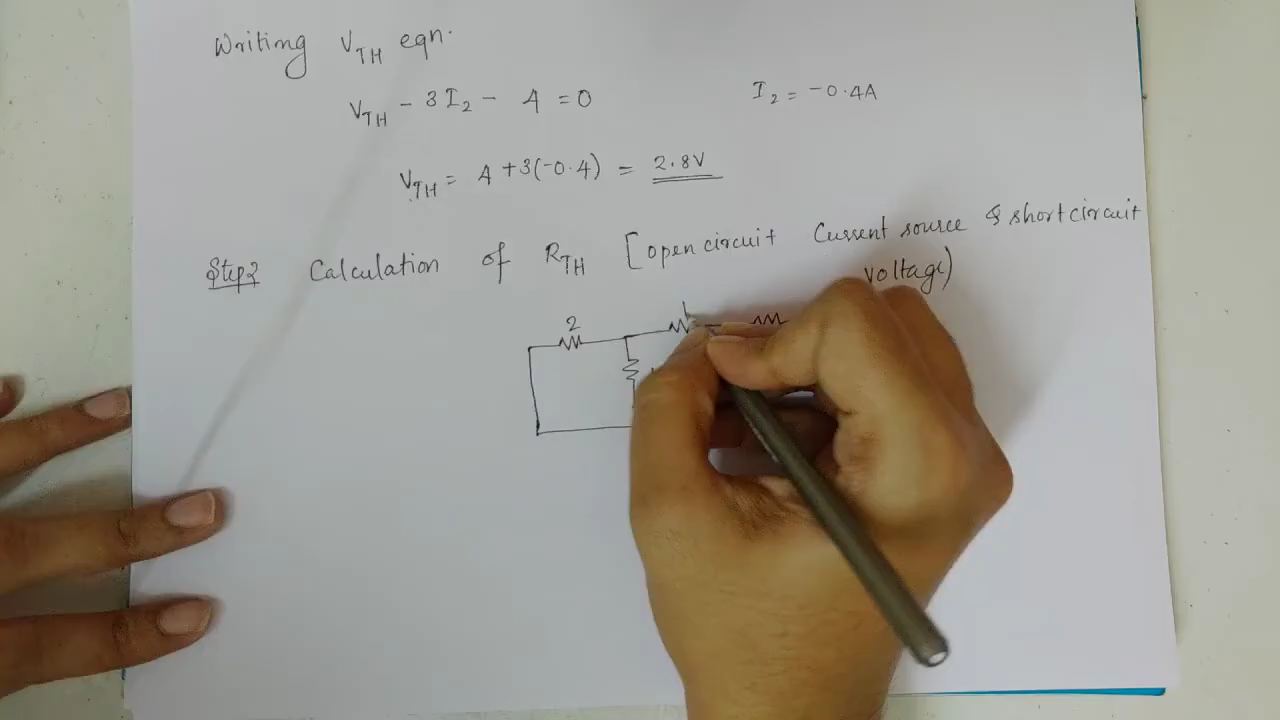 Writing V_TH eqn.
V_TH - 3I_2 - 4 = 0
I_2 = -0.4A
V_TH = 4 + 3(-0.4) = 2.8V
Step2 Calculation of R_TH [open circuit Current source & short circuit
voltage)
2